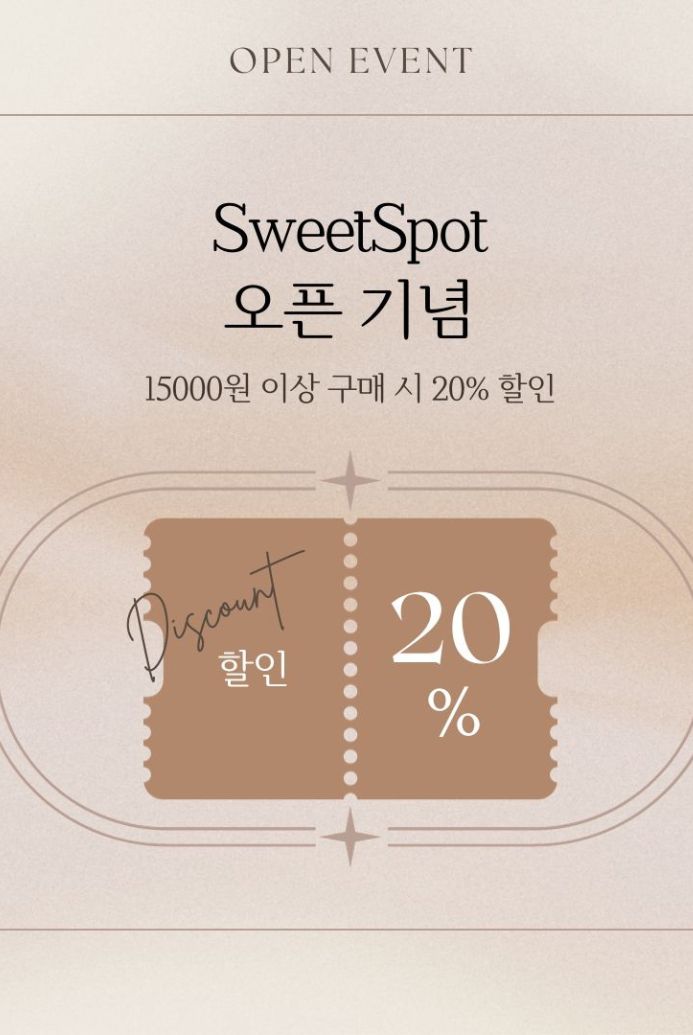 OPEN EVENT
SweetSpot
오픈 기념
15000원 이상 구매 시 20% 할인
Discount
할인
20
%